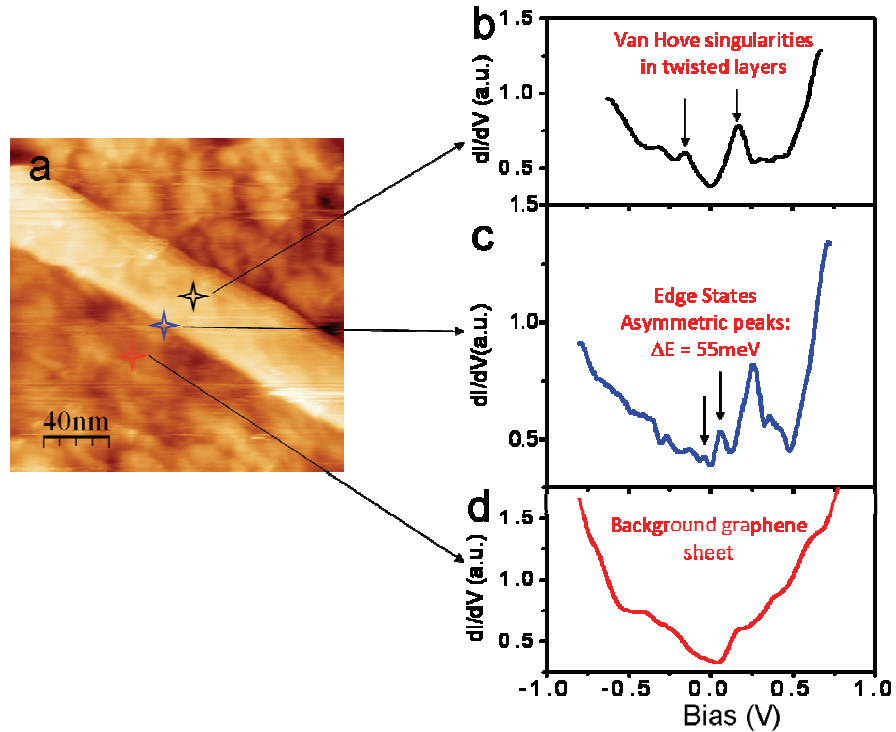 a
40nm
b
Van Hove singularities
in twisted layers
dI/dV (a.u.)
1.5
1.0
0.5
c
Edge States
Asymmetric peaks:
ΔE = 55meV
dI/dV(a.u.)
1.5
1.0
0.5
d
Background graphene
sheet
dI/dV (a.u.)
1.5
1.0
0.5
-1.0 -0.5 0.0 0.5 1.0
Bias (V)